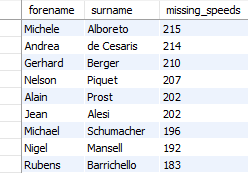 forename surname missing_speeds
Michele Alboreto 215
Andrea de Cesaris 214
Gerhard Berger 210
Nelson Piquet 207
Alain Prost 202
Jean Alesi 202
Michael Schumacher 196
Nigel Mansell 192
Rubens Barrichello 183